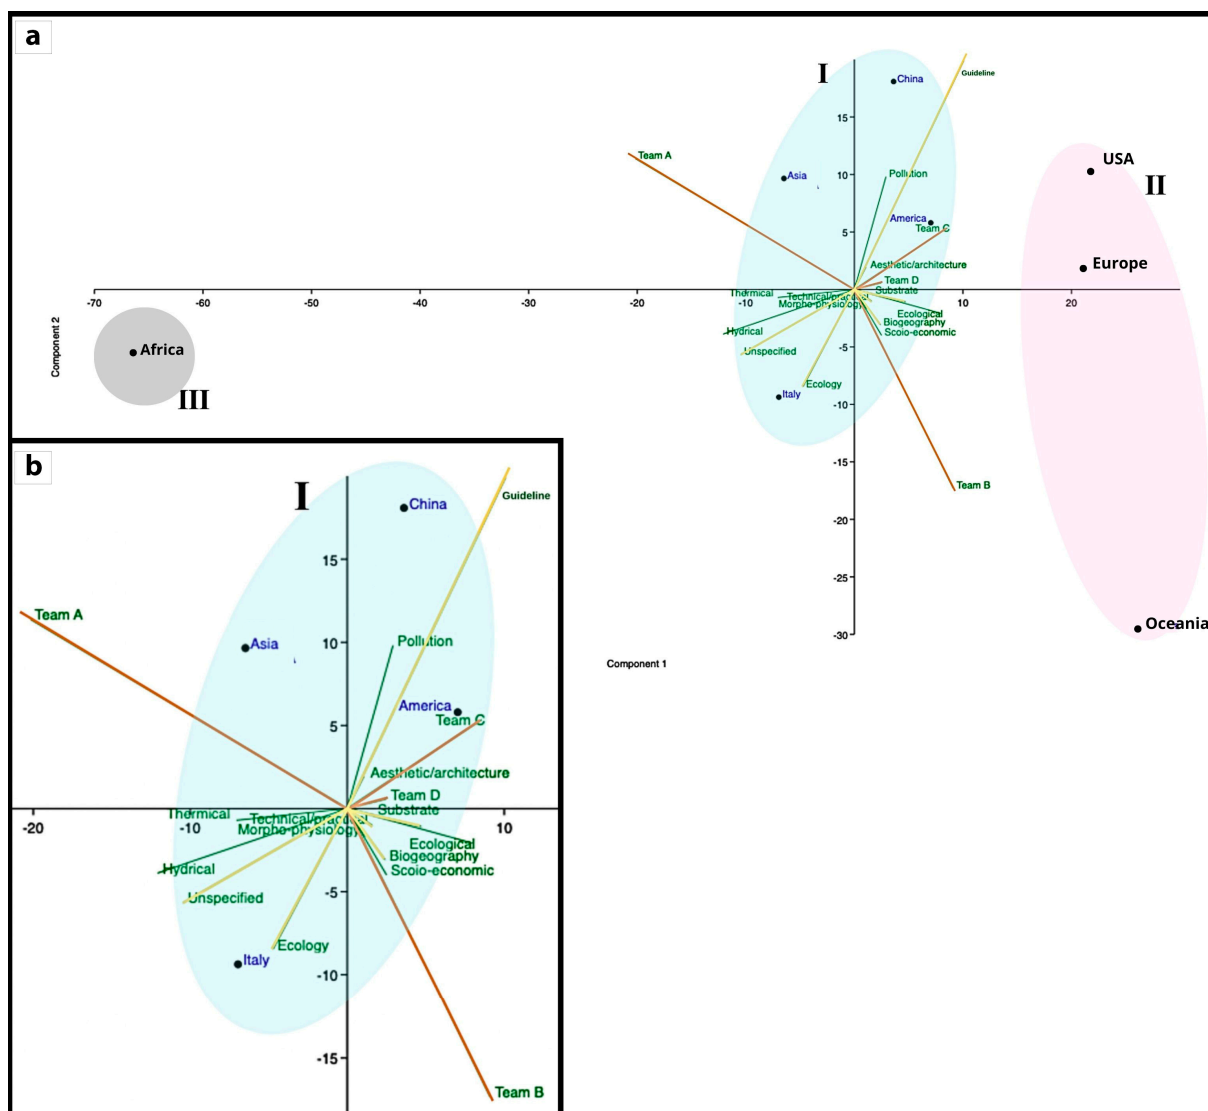 a
I
China
Guideline
Team A
USA
II
Asia
Pollution
America
Team C
Europe
Aesthetic/architecture
Team D
Substrate
Thermical
Technical/practical
Morpho-physiology
Ecological
Biogeography
Scoio-economic
Hydrical
Unspecified
Ecology
Italy
Team B
Oceania
Africa
III
15
10
5
-5
-10
-15
-20
-25
-30
-70
-60
-50
-40
-30
-20
-10
10
20
Component 2
Component 1
b
I
China
Guideline
15
Team A
Asia
10
Pollution
America
Team C
5
Aesthetic/architecture
Team D
Substrate
Thermical
Technical/practical
Morpho-physiology
-20
-10
10
Ecological
Biogeography
Scoio-economic
Hydrical
-5
Unspecified
Ecology
Italy
-10
-15
Team B